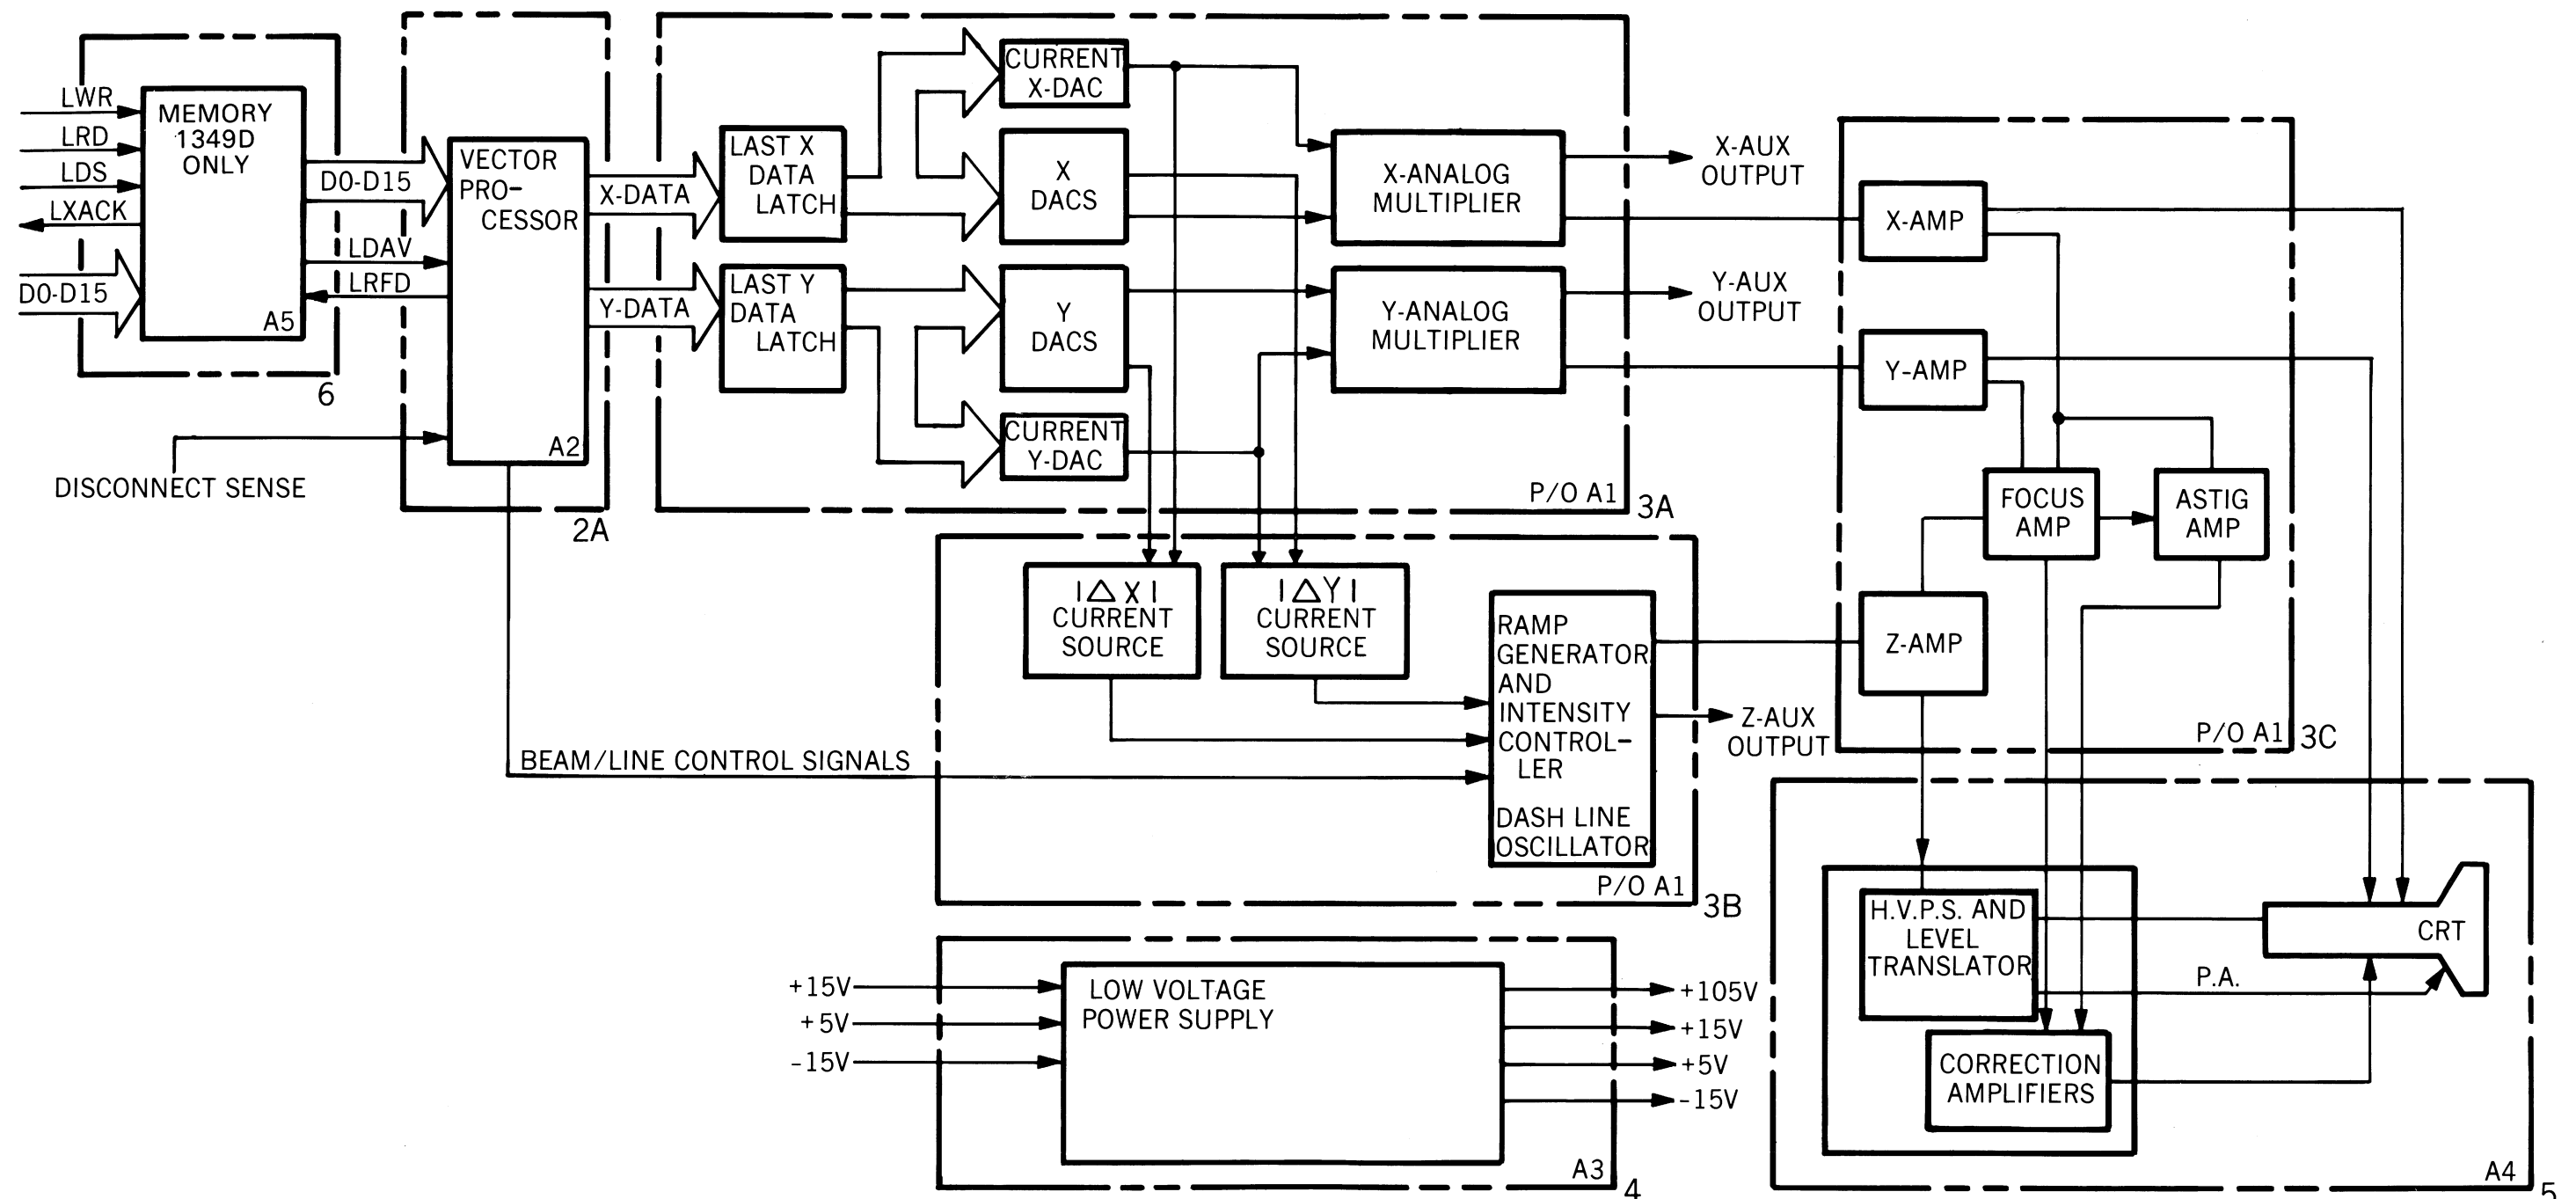 LWR
LRD
LDS
LXACK
D0-D15
MEMORY
1349D
ONLY
A5
6
D0-D15
LDAV
LRFD
DISCONNECT SENSE
VECTOR
PRO-
CESSOR
A2
2A
X-DATA
Y-DATA
LAST X
DATA
LATCH
LAST Y
DATA
LATCH
CURRENT
X-DAC
X
DACS
Y
DACS
CURRENT
Y-DAC
X-ANALOG
MULTIPLIER
Y-ANALOG
MULTIPLIER
P/O A1
3A
X-AUX
OUTPUT
Y-AUX
OUTPUT
X-AMP
Y-AMP
FOCUS
AMP
ASTIG
AMP
Z-AMP
P/O A1
3C
BEAM/LINE CONTROL SIGNALS
|△X|
CURRENT
SOURCE
|△Y|
CURRENT
SOURCE
RAMP
GENERATOR
AND
INTENSITY
CONTROL-
LER
DASH LINE
OSCILLATOR
P/O A1
3B
Z-AUX
OUTPUT
+15V
+5V
-15V
LOW VOLTAGE
POWER SUPPLY
A3
4
+105V
+15V
+5V
-15V
H.V.P.S. AND
LEVEL
TRANSLATOR
CORRECTION
AMPLIFIERS
P.A.
CRT
A4
5